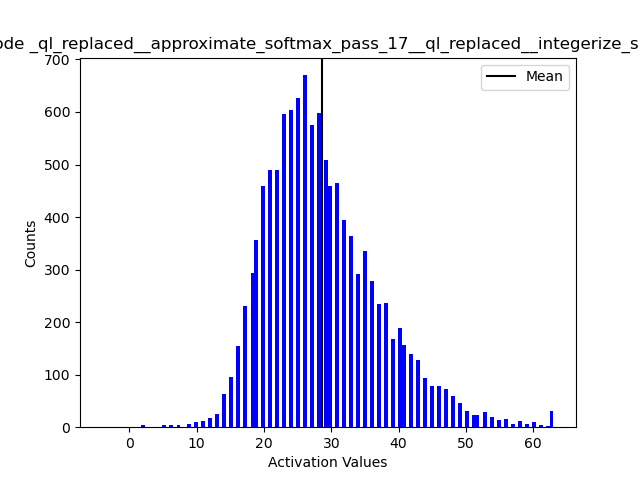 ode _ql_replaced__approximate_softmax_pass_17__ql_replaced__integerize_s
Mean
700
600
500
400
300
200
100
0
Counts
0 10 20 30 40 50 60
Activation Values